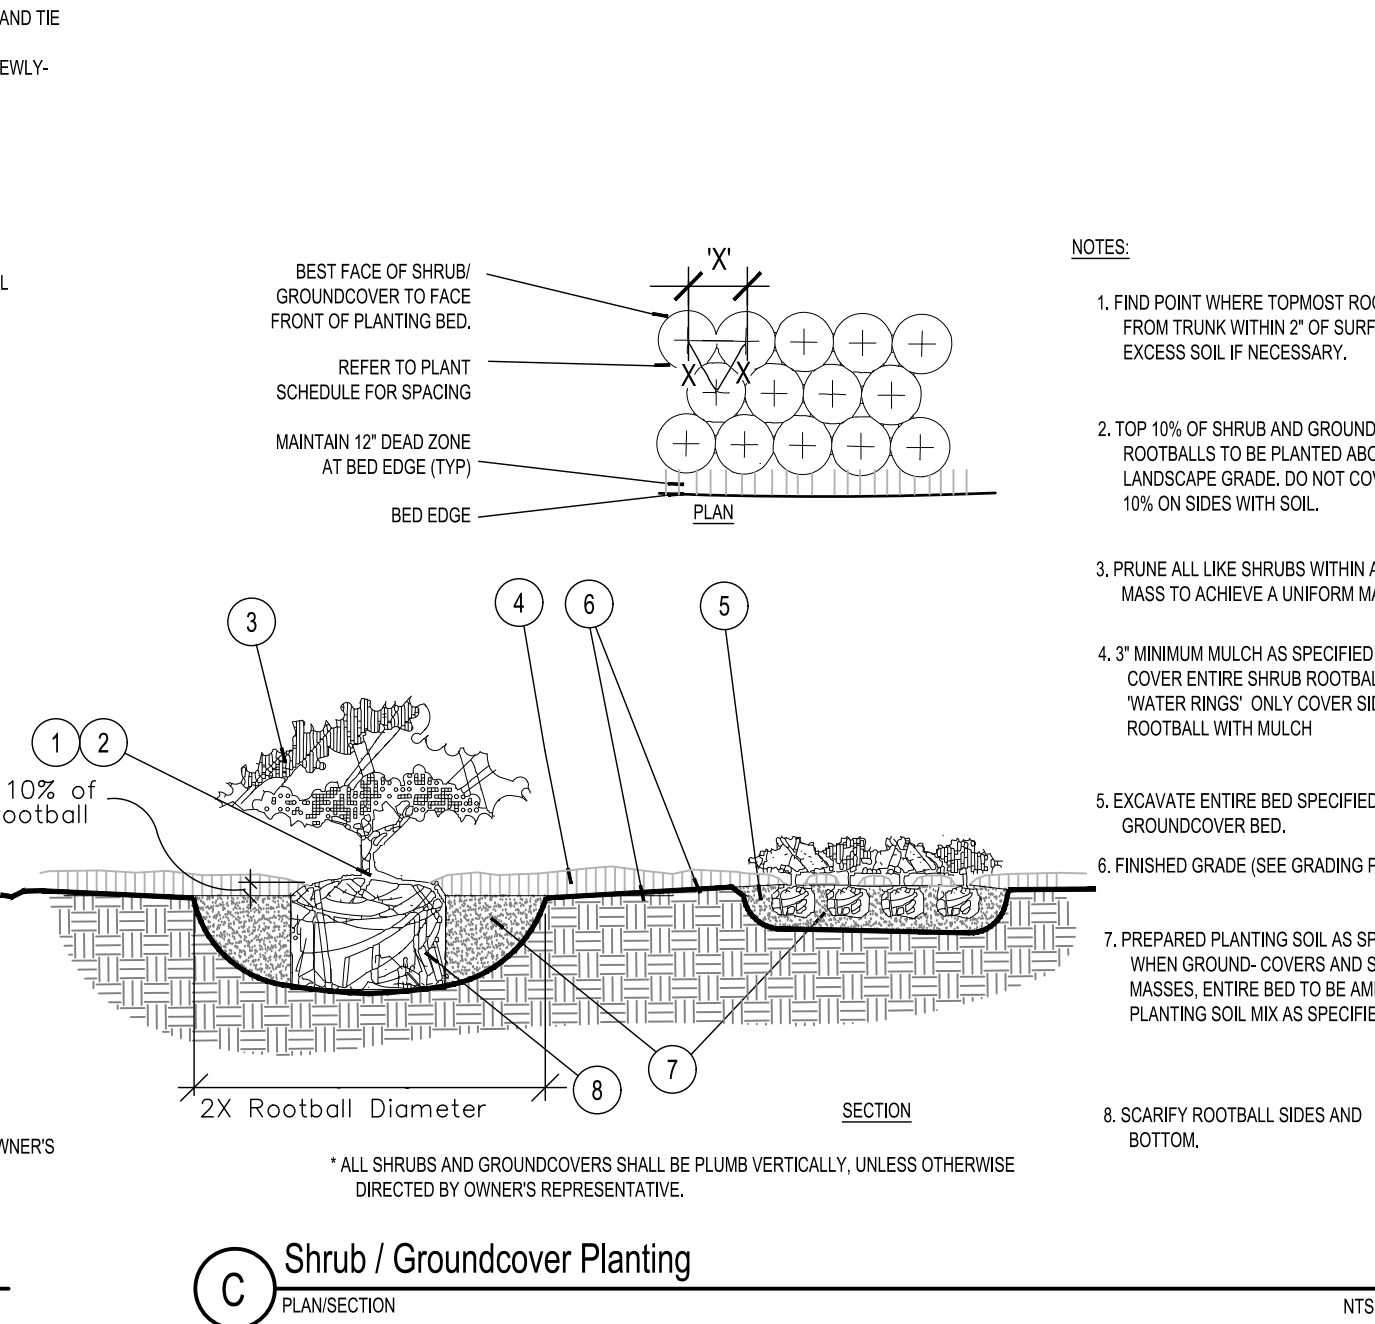 AND TIE
EWLY-
L
BEST FACE OF SHRUB/
GROUNDCOVER TO FACE
FRONT OF PLANTING BED.
REFER TO PLANT
SCHEDULE FOR SPACING
MAINTAIN 12" DEAD ZONE
AT BED EDGE (TYP)
BED EDGE
'X'
X X
PLAN
NOTES:
1. FIND POINT WHERE TOPMOST ROO
FROM TRUNK WITHIN 2" OF SURF
EXCESS SOIL IF NECESSARY.
2. TOP 10% OF SHRUB AND GROUND
ROOTBALLS TO BE PLANTED ABO
LANDSCAPE GRADE. DO NOT COV
10% ON SIDES WITH SOIL.
3. PRUNE ALL LIKE SHRUBS WITHIN A
MASS TO ACHIEVE A UNIFORM MA
4. 3" MINIMUM MULCH AS SPECIFIED
COVER ENTIRE SHRUB ROOTBAL
'WATER RINGS' ONLY COVER SID
ROOTBALL WITH MULCH
5. EXCAVATE ENTIRE BED SPECIFIED
GROUNDCOVER BED.
6. FINISHED GRADE (SEE GRADING P
7. PREPARED PLANTING SOIL AS SP
WHEN GROUND- COVERS AND S
MASSES, ENTIRE BED TO BE AM
PLANTING SOIL MIX AS SPECIFIE
8. SCARIFY ROOTBALL SIDES AND
BOTTOM.
3
4
6
5
1 2
10% of
ootball
7
8
2X Rootball Diameter
SECTION
WNER'S
* ALL SHRUBS AND GROUNDCOVERS SHALL BE PLUMB VERTICALLY, UNLESS OTHERWISE
DIRECTED BY OWNER'S REPRESENTATIVE.
C
Shrub / Groundcover Planting
PLAN/SECTION
NTS